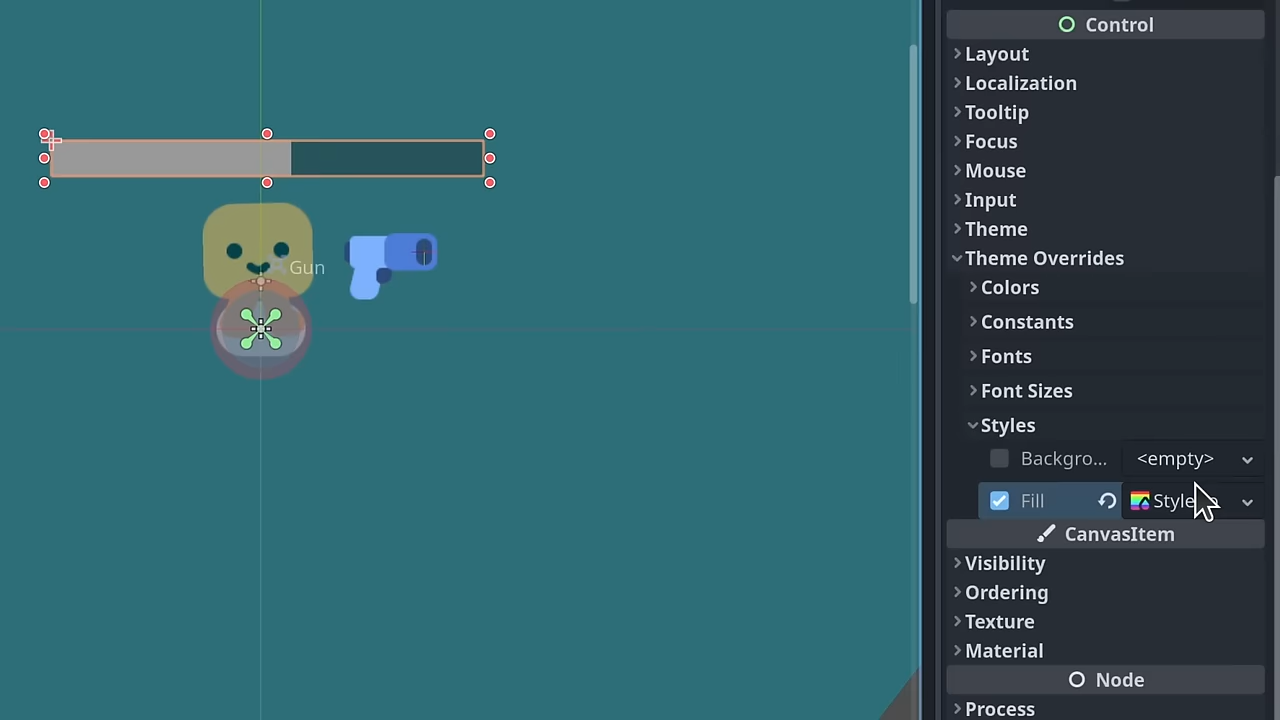 Control
Layout
Localization
Tooltip
Focus
Mouse
Input
Theme
Theme Overrides
Colors
Constants
Gun
Fonts
Font Sizes
Styles
Backgro... <empty>
Fill
CanvasItem
Visibility
Ordering
Texture
Material
Node
Process